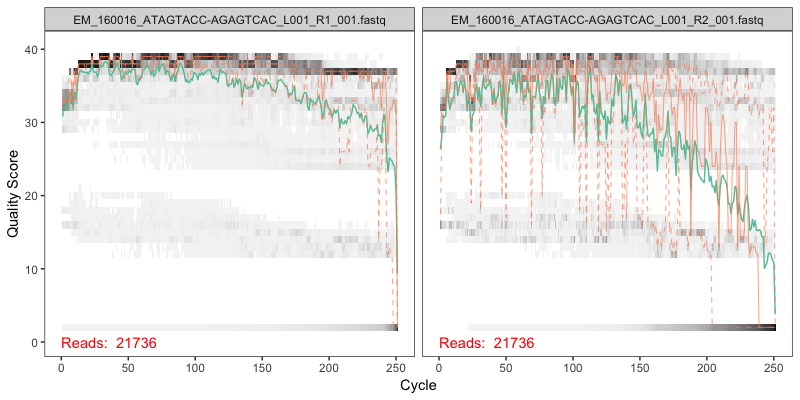 EM_160016_ATAGTACC-AGAGTCAC_L001_R1_001.fastq
EM_160016_ATAGTACC-AGAGTCAC_L001_R2_001.fastq
Quality Score
40
30
20
10
0
Reads: 21736
Reads: 21736
0 50 100 150 200 250
0 50 100 150 200 250
Cycle